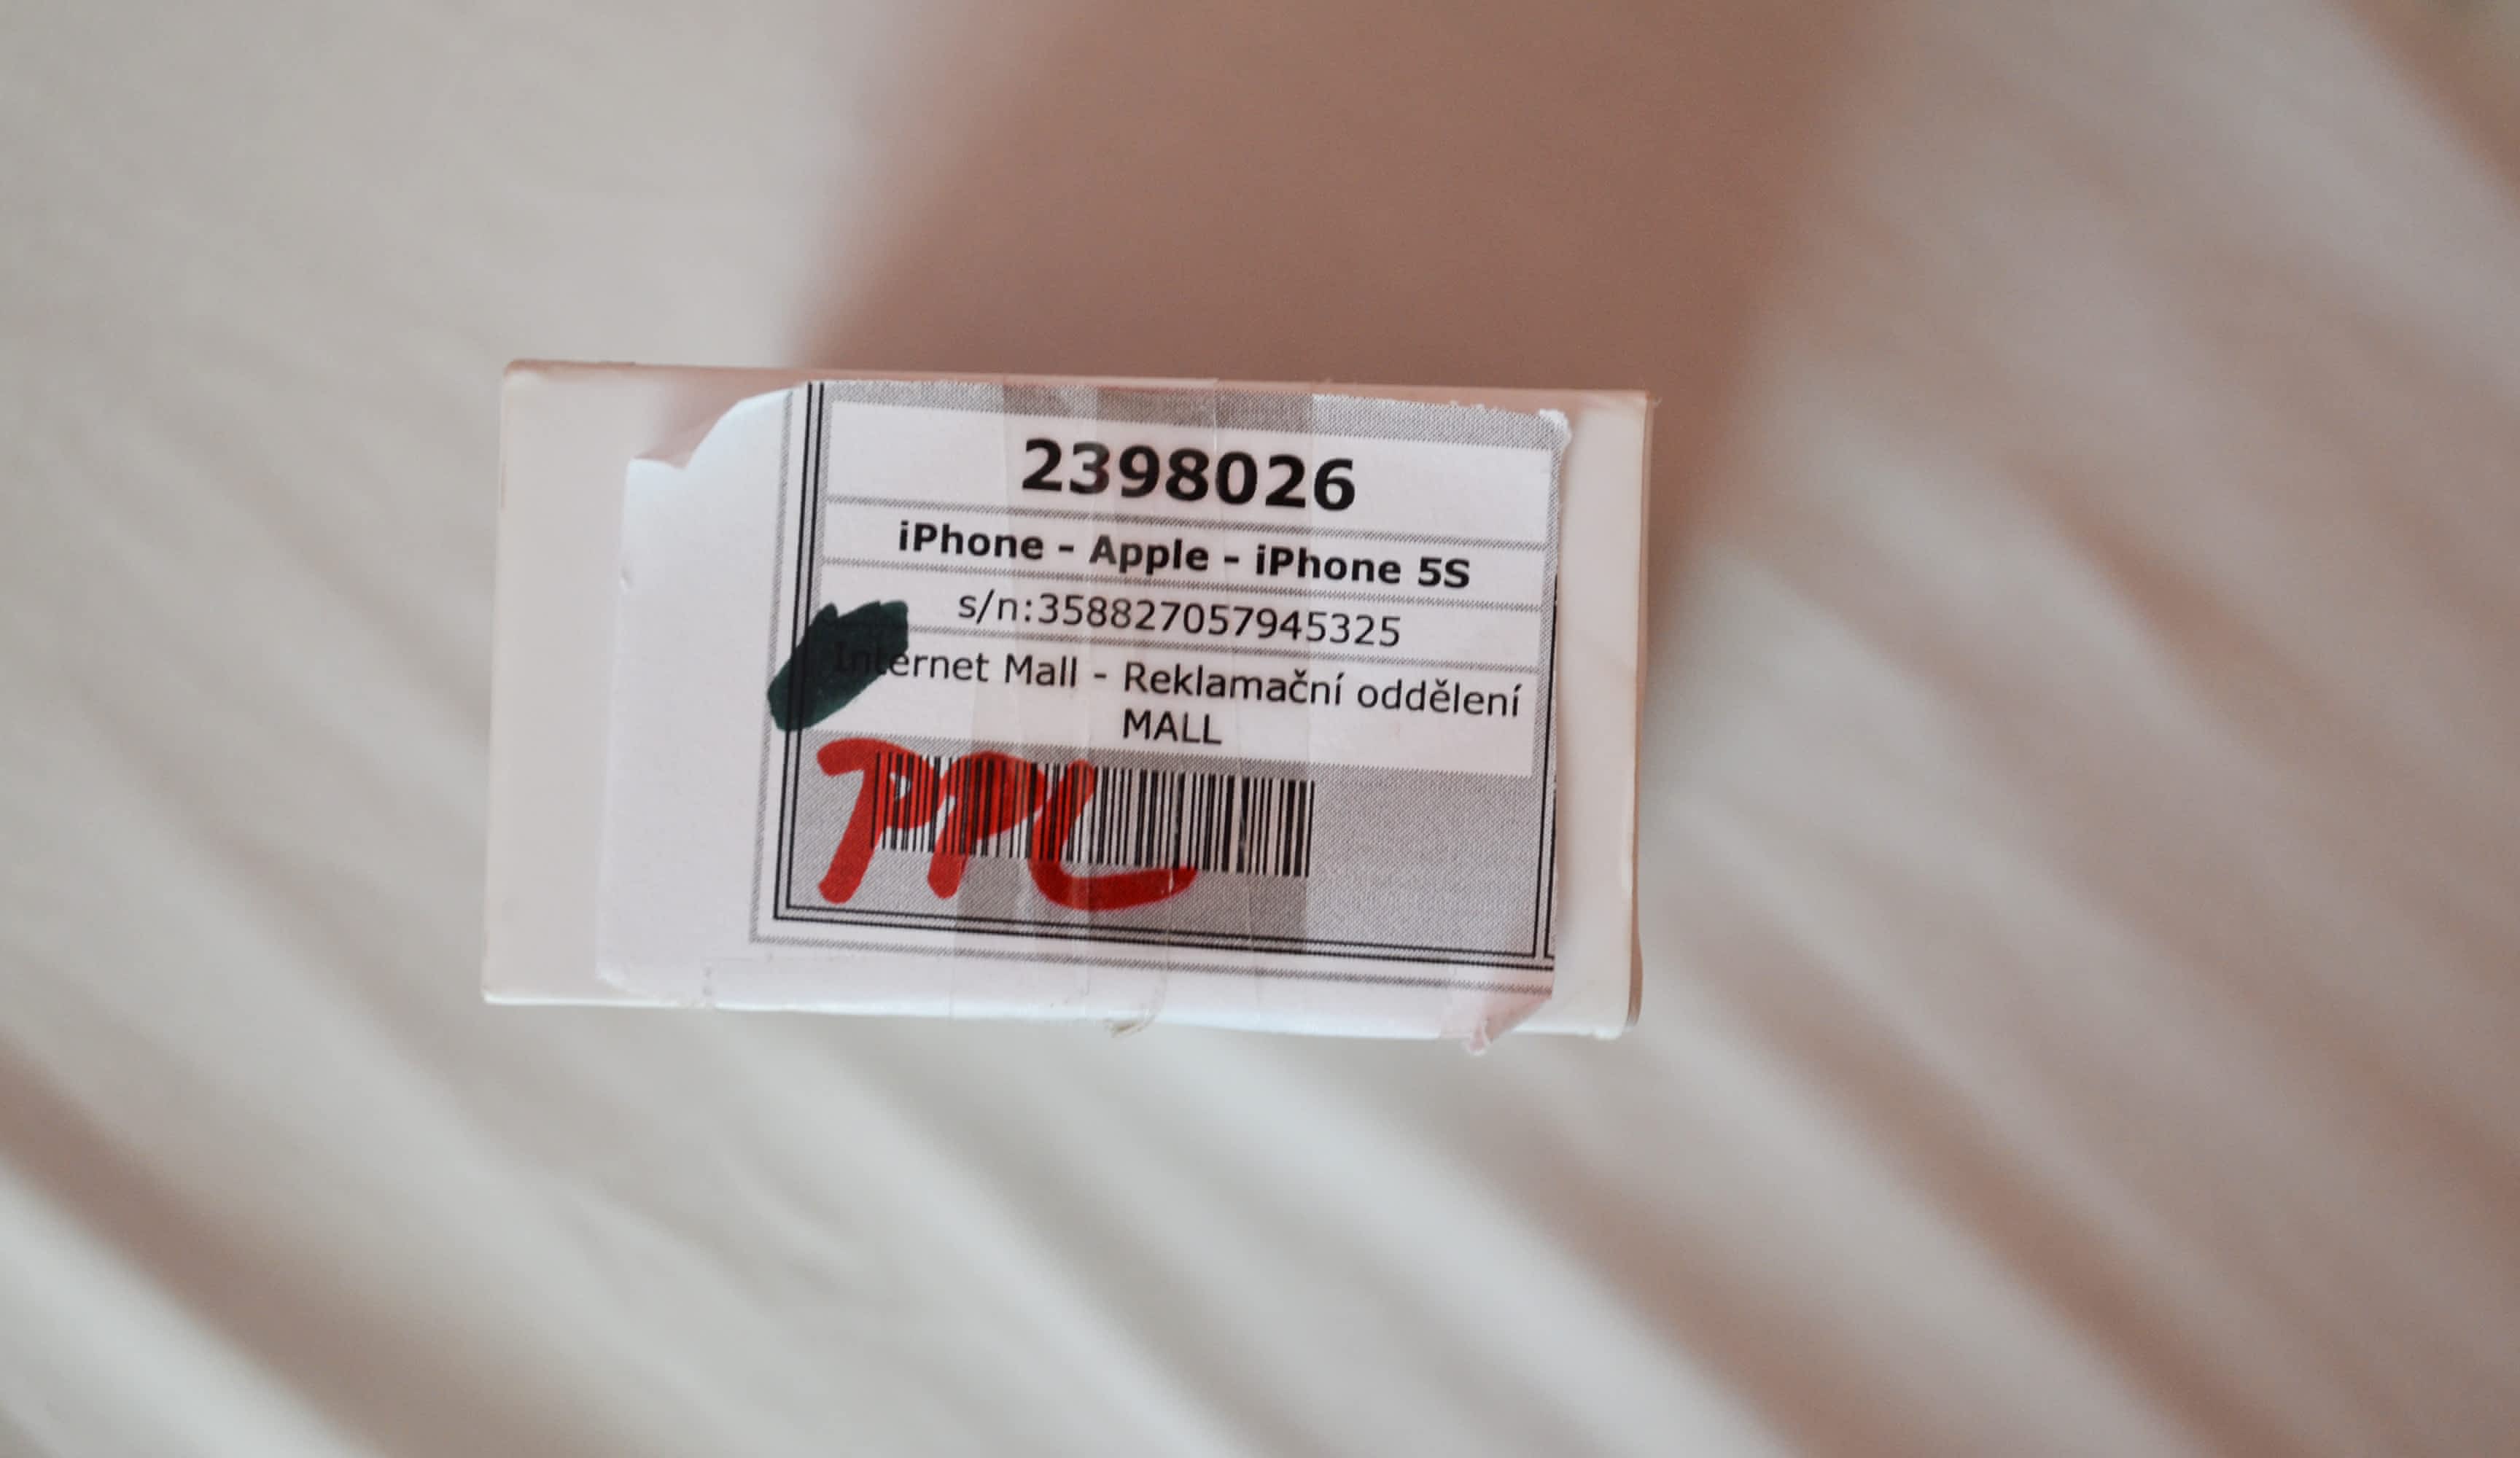 2398026
iPhone - Apple - iPhone 5S
s/n:358827057945325
Internet Mall - Reklamační oddělení
MALL
PPL